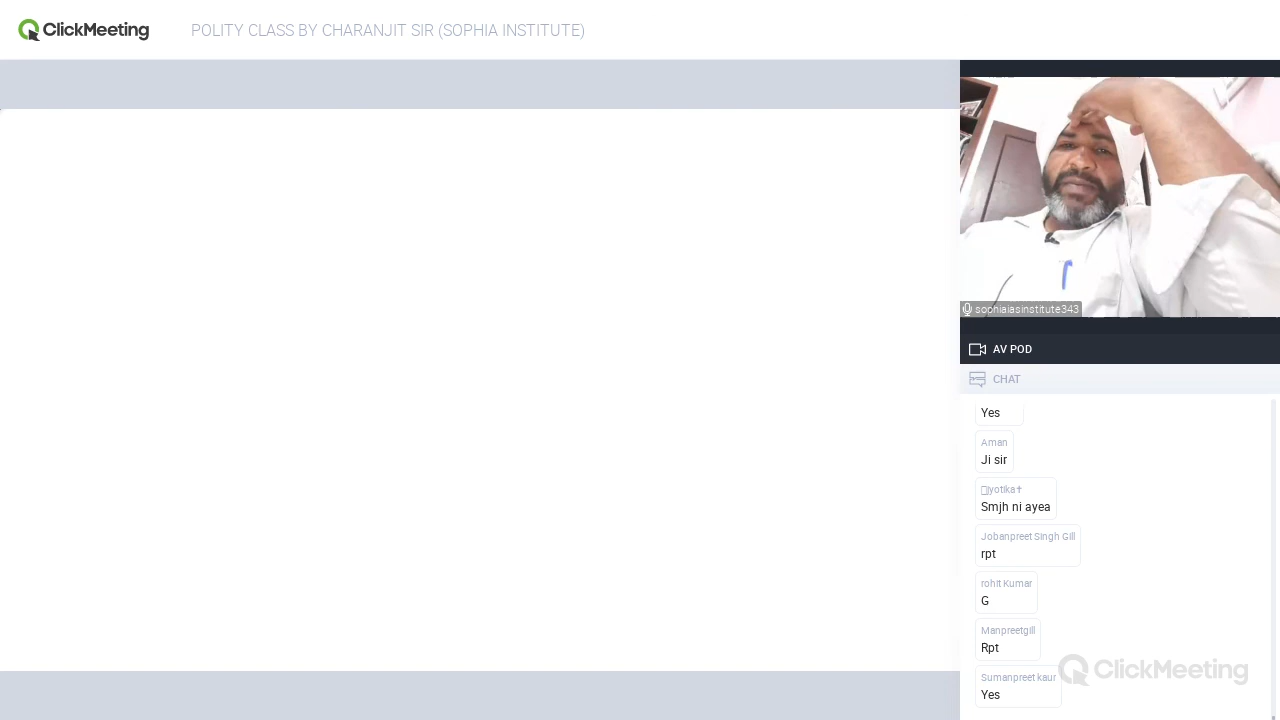 ClickMeeting
POLITY CLASS BY CHARANJIT SIR (SOPHIA INSTITUTE)
sophiaiasinstitute343
AV POD
CHAT
Yes
Aman
Ji sir
yotika✝
Smjh ni ayea
Jobanpreet Singh Gill
rpt
rohit Kumar
G
Manpreetgill
Rpt
Sumanpreet kaur
Yes
ClickMeeting